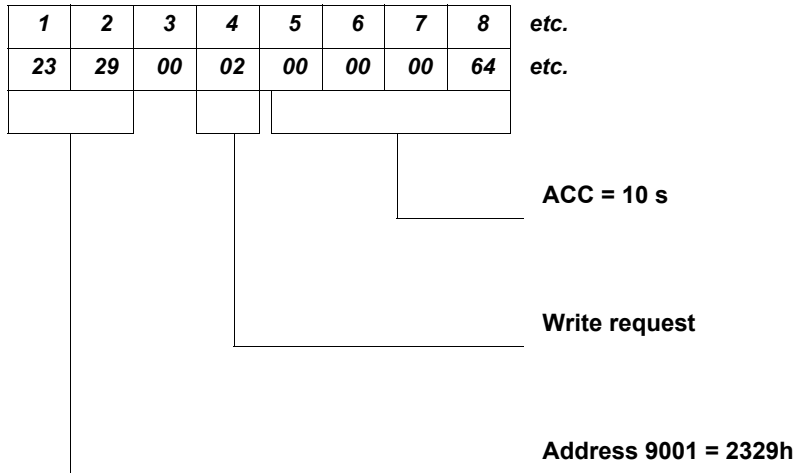 1 2 3 4 5 6 7 8 etc.
23 29 00 02 00 00 00 64 etc.
ACC = 10 s
Write request
Address 9001 = 2329h